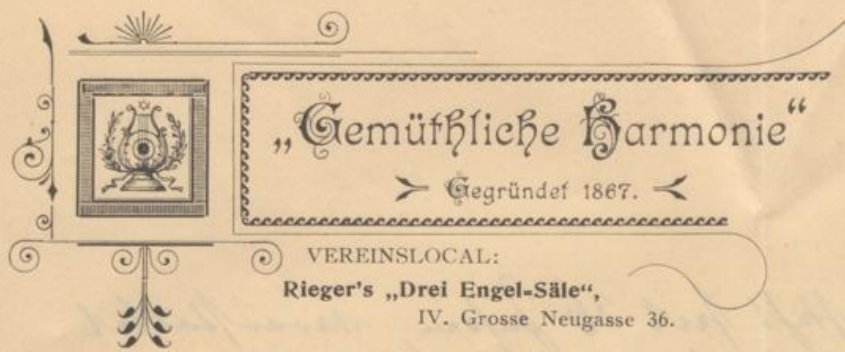 „Gemüthliche Harmonie“
Gegründet 1867.
VEREINSLOCAL:
Rieger's „Drei Engel-Säle“,
IV. Grosse Neugasse 36.